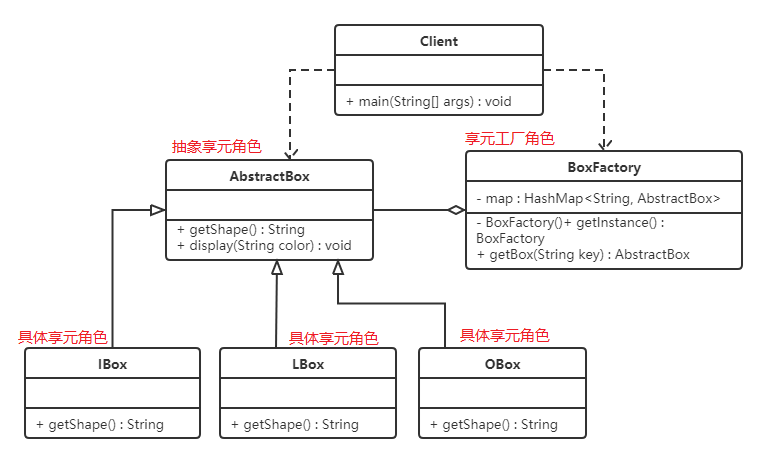 Client
+ main(String[] args) : void
抽象享元角色
享元工厂角色
AbstractBox
+ getShape() : String
+ display(String color) : void
BoxFactory
- map : HashMap<String, AbstractBox>
- BoxFactory()+ getInstance() :
BoxFactory
+ getBox(String key) : AbstractBox
具体享元角色
具体享元角色
具体享元角色
IBox
+ getShape() : String
LBox
+ getShape() : String
OBox
+ getShape() : String